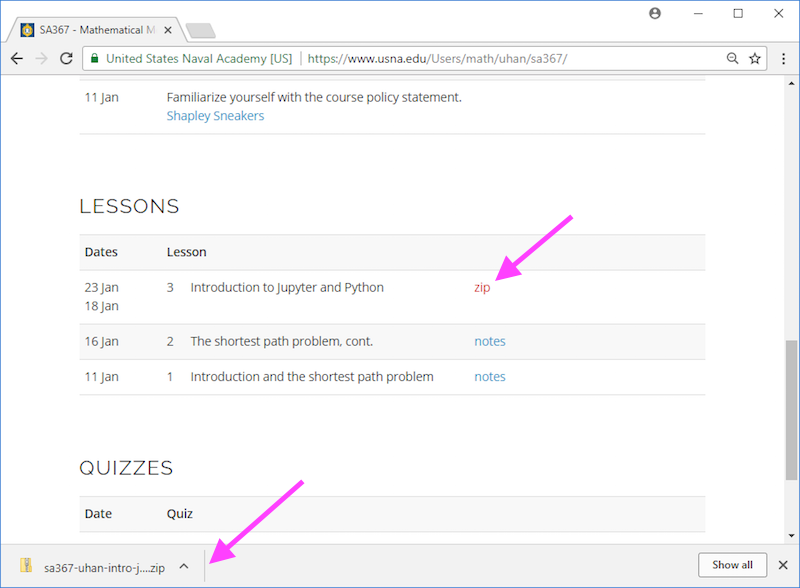 SA367 - Mathematical M
United States Naval Academy [US] https://www.usna.edu/Users/math/uhan/sa367/
11 Jan Familiarize yourself with the course policy statement.
Shapley Sneakers
LESSONS
Dates Lesson
23 Jan 3 Introduction to Jupyter and Python zip
18 Jan
16 Jan 2 The shortest path problem, cont. notes
11 Jan 1 Introduction and the shortest path problem notes
QUIZZES
Date Quiz
sa367-uhan-intro-j....zip Show all